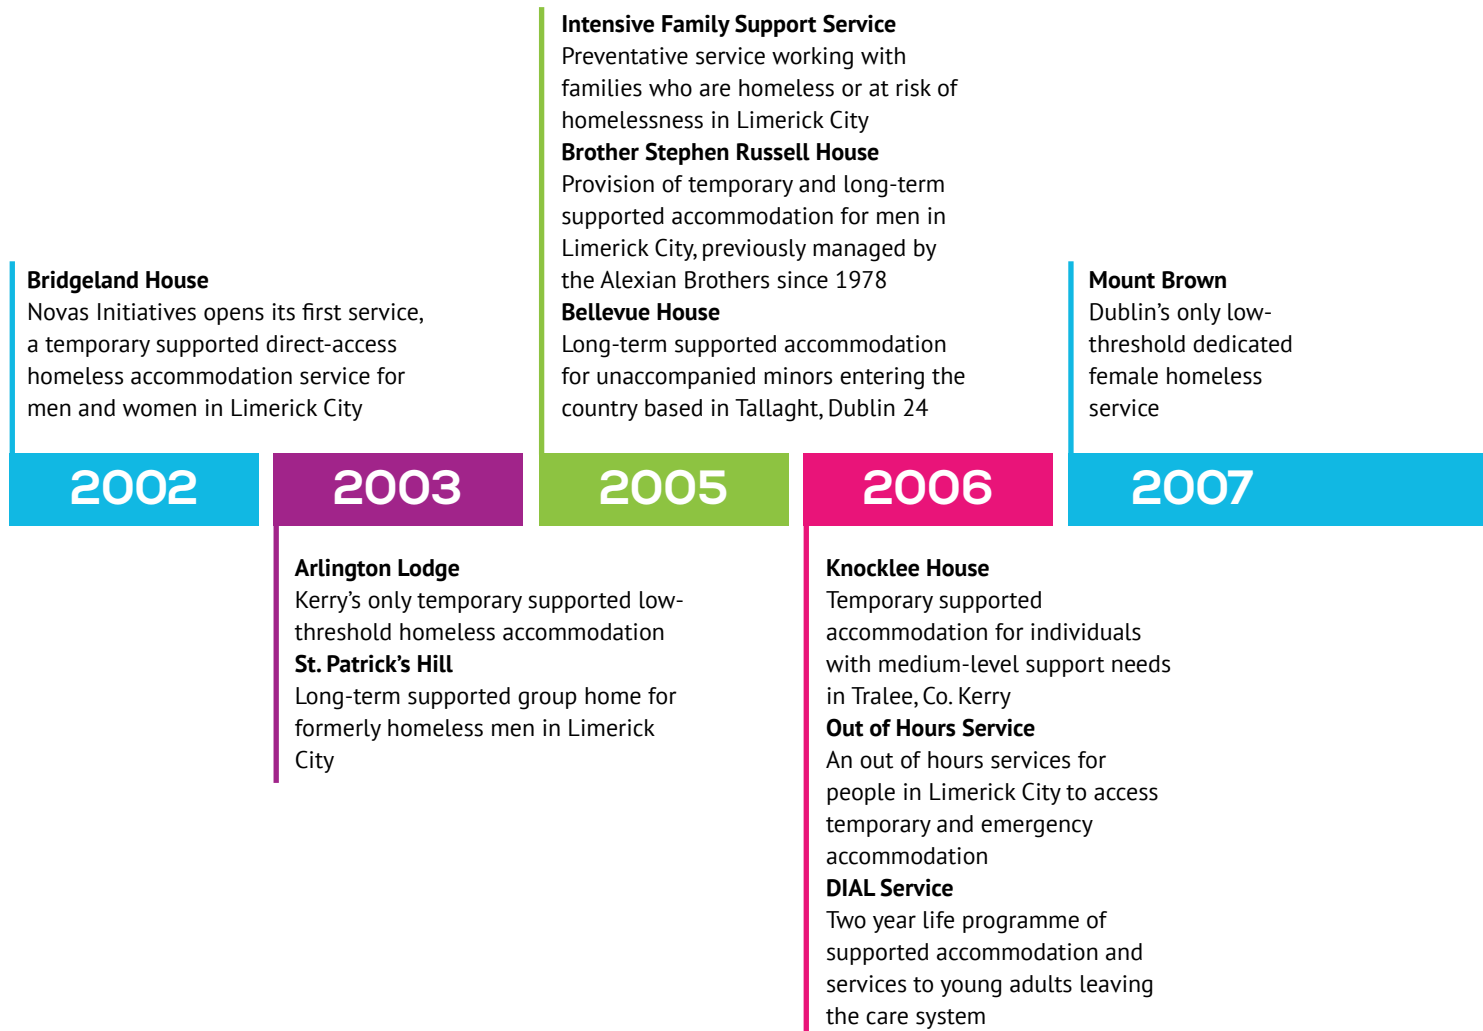 Bridgeland House
Novas Initiatives opens its first service,
a temporary supported direct-access
homeless accommodation service for
men and women in Limerick City
2002
2003
Arlington Lodge
Kerry’s only temporary supported low-
threshold homeless accommodation
St. Patrick’s Hill
Long-term supported group home for
formerly homeless men in Limerick
City
Intensive Family Support Service
Preventative service working with
families who are homeless or at risk of
homelessness in Limerick City
Brother Stephen Russell House
Provision of temporary and long-term
supported accommodation for men in
Limerick City, previously managed by
the Alexian Brothers since 1978
Bellevue House
Long-term supported accommodation
for unaccompanied minors entering the
country based in Tallaght, Dublin 24
2005
2006
Knocklee House
Temporary supported
accommodation for individuals
with medium-level support needs
in Tralee, Co. Kerry
Out of Hours Service
An out of hours services for
people in Limerick City to access
temporary and emergency
accommodation
DIAL Service
Two year life programme of
supported accommodation and
services to young adults leaving
the care system
Mount Brown
Dublin’s only low-
threshold dedicated
female homeless
service
2007